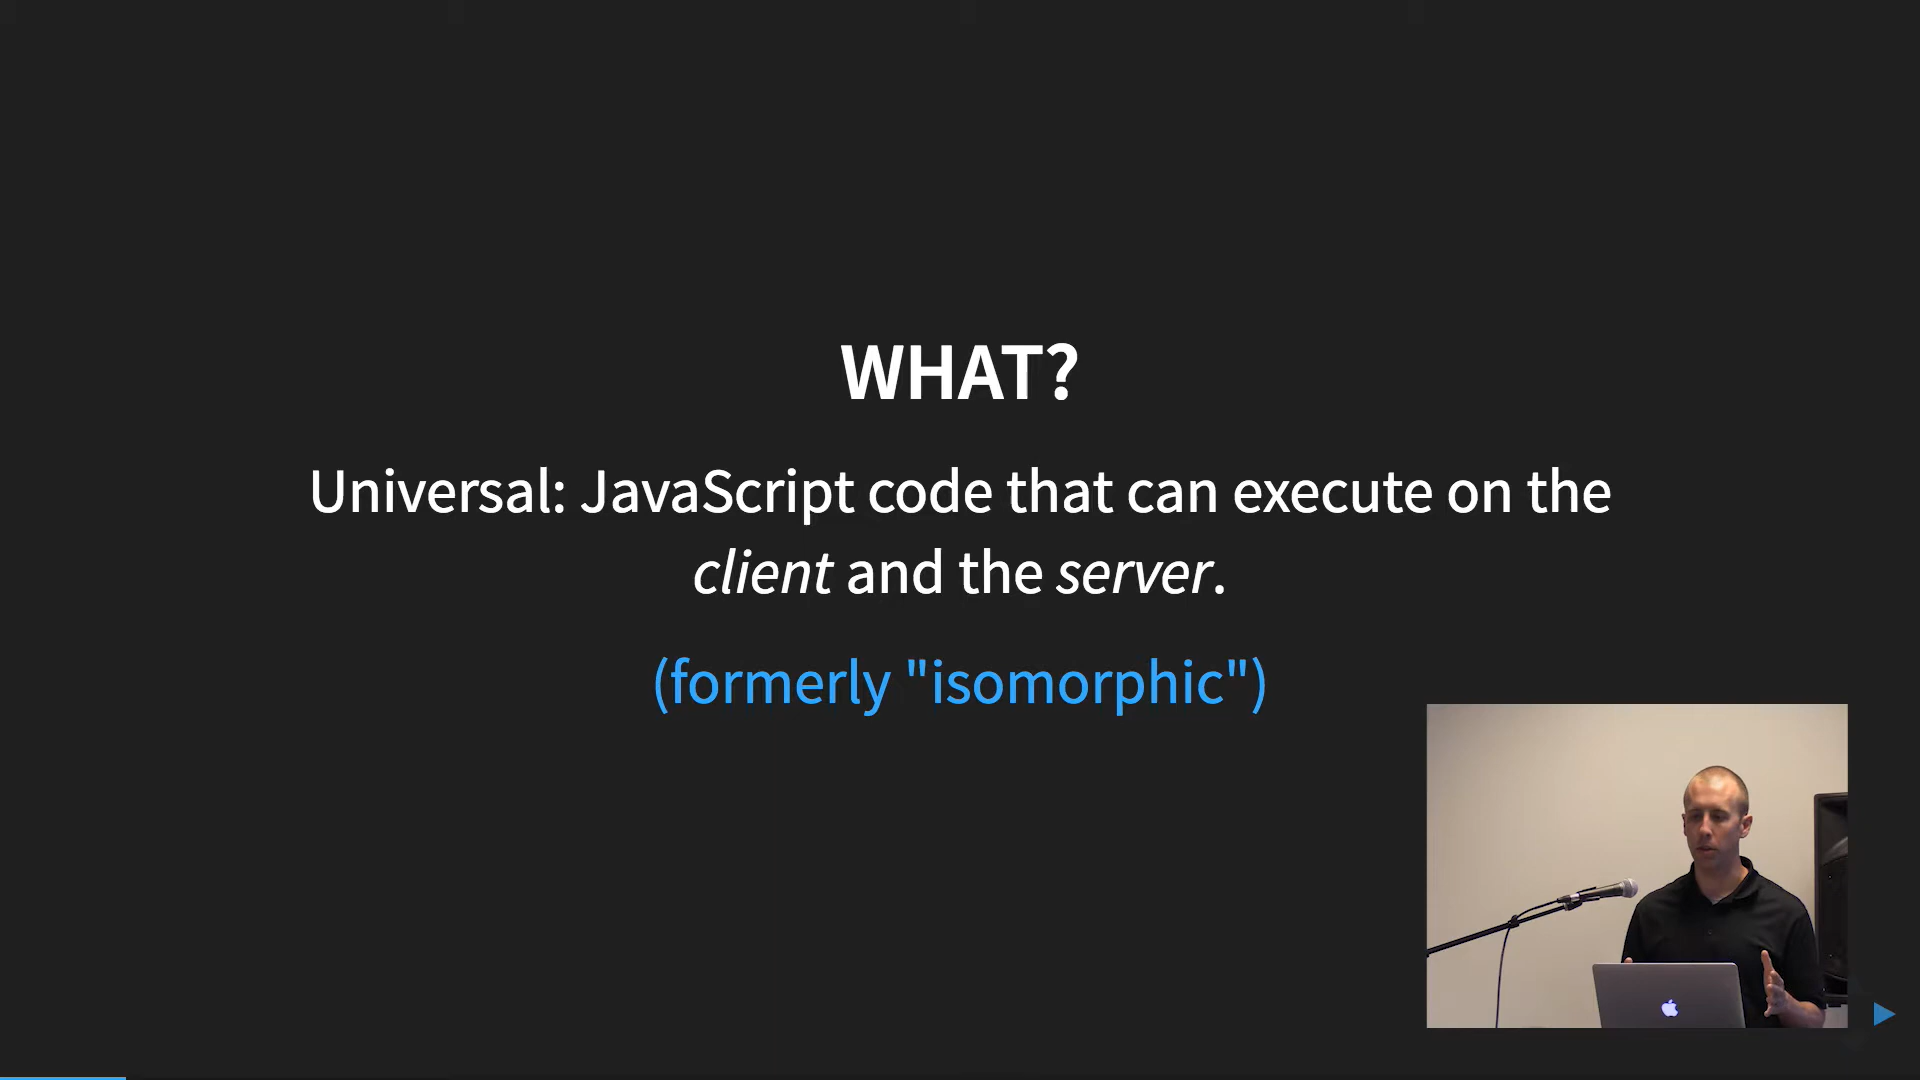 WHAT?
Universal: JavaScript code that can execute on the
client and the server.
(formerly "isomorphic")